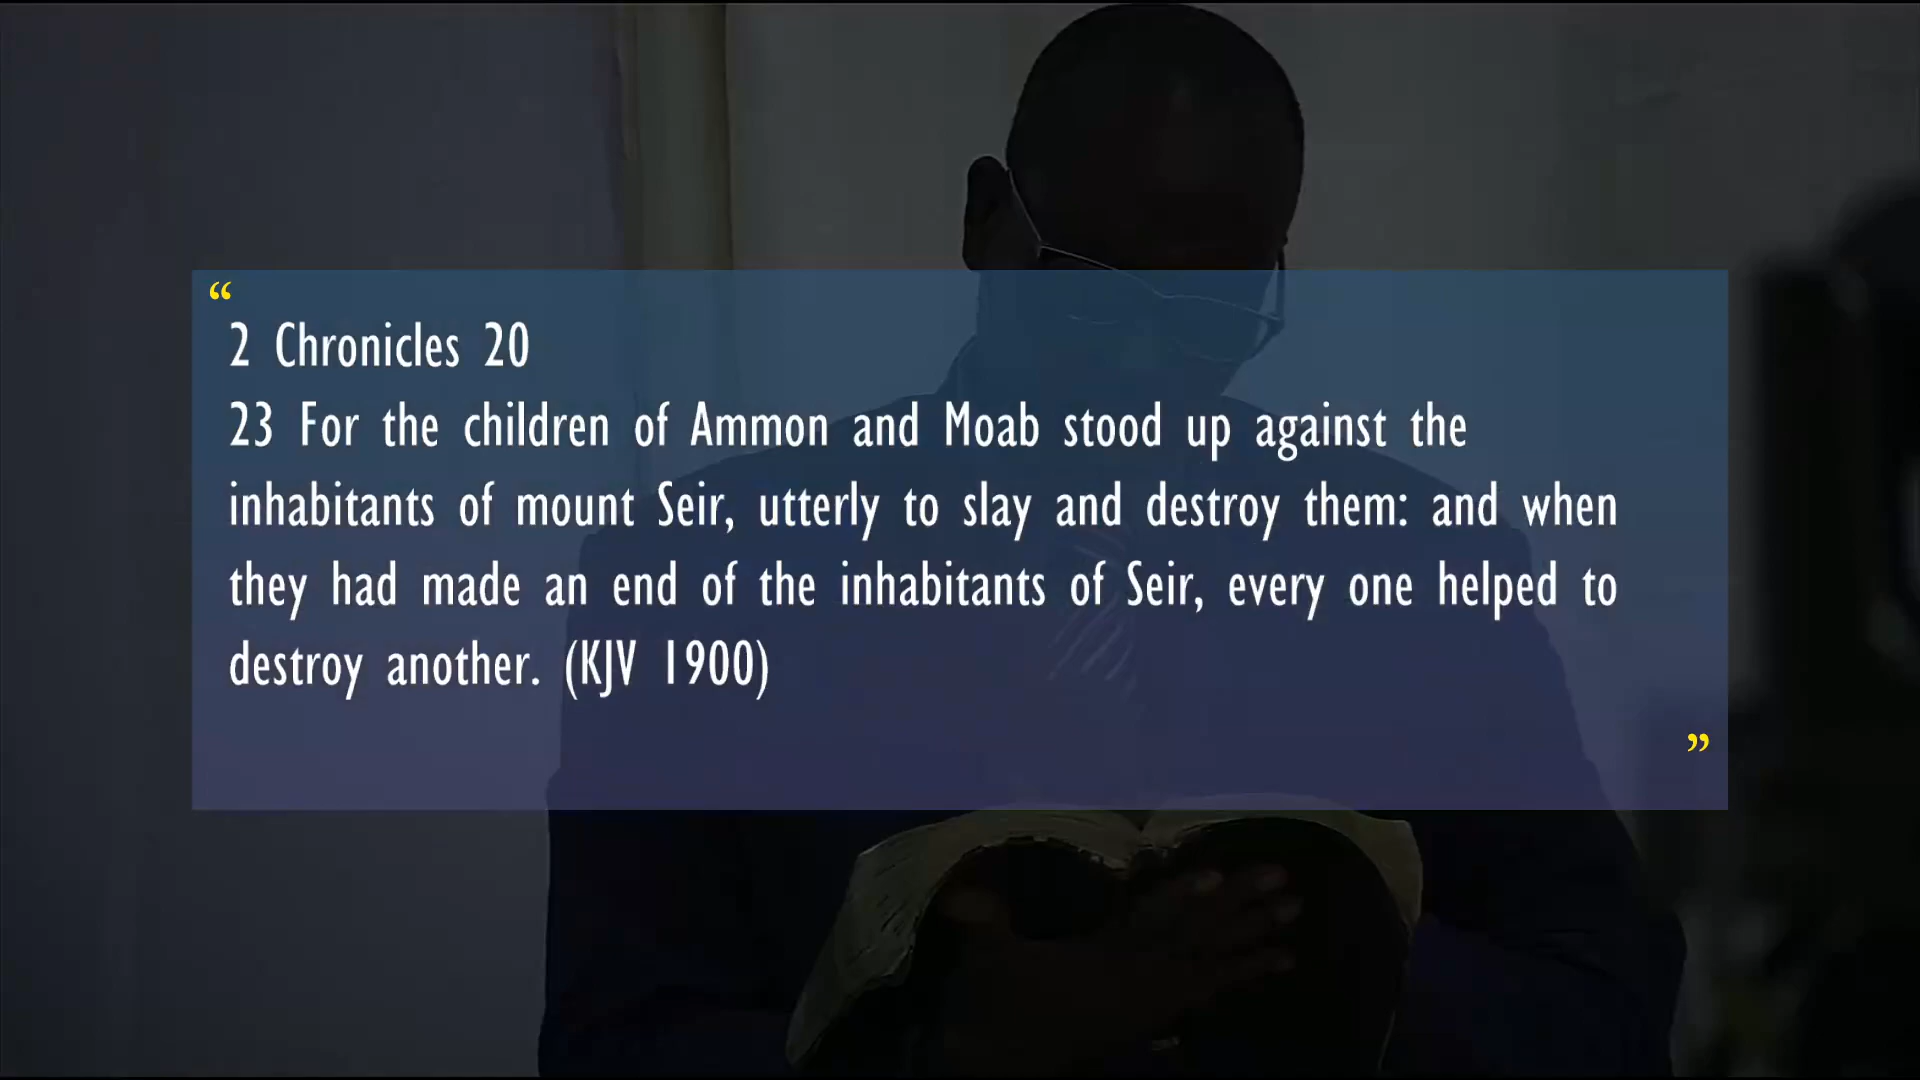 “
2 Chronicles 20
23 For the children of Ammon and Moab stood up against the
inhabitants of mount Seir, utterly to slay and destroy them: and when
they had made an end of the inhabitants of Seir, every one helped to
destroy another. (KJV 1900)
”